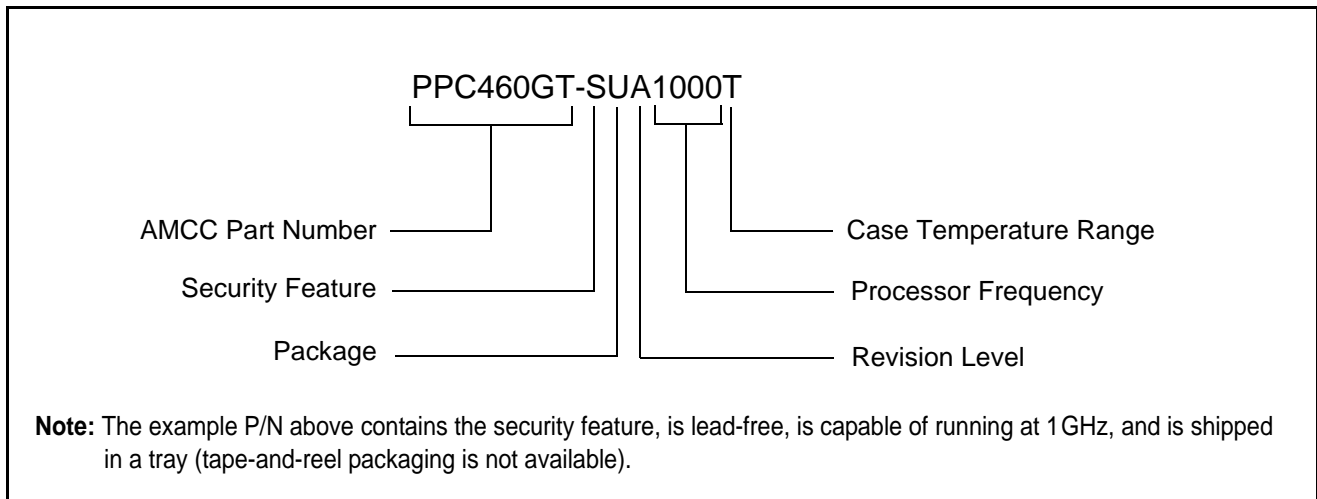 PPC460GT-SUA1000T
AMCC Part Number
Case Temperature Range
Security Feature
Processor Frequency
Package
Revision Level
Note: The example P/N above contains the security feature, is lead-free, is capable of running at 1GHz, and is shipped
in a tray (tape-and-reel packaging is not available).